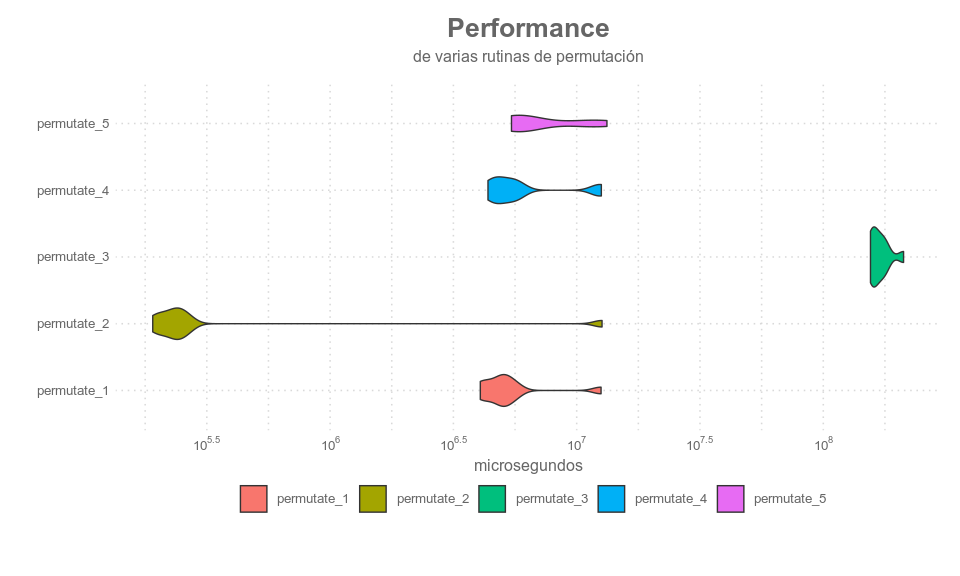 Performance
de varias rutinas de permutación
permutate_5
permutate_4
permutate_3
permutate_2
permutate_1
10^5.5 10^6 10^6.5 10^7 10^7.5 10^8
microsegundos
permutate_1 permutate_2 permutate_3 permutate_4 permutate_5